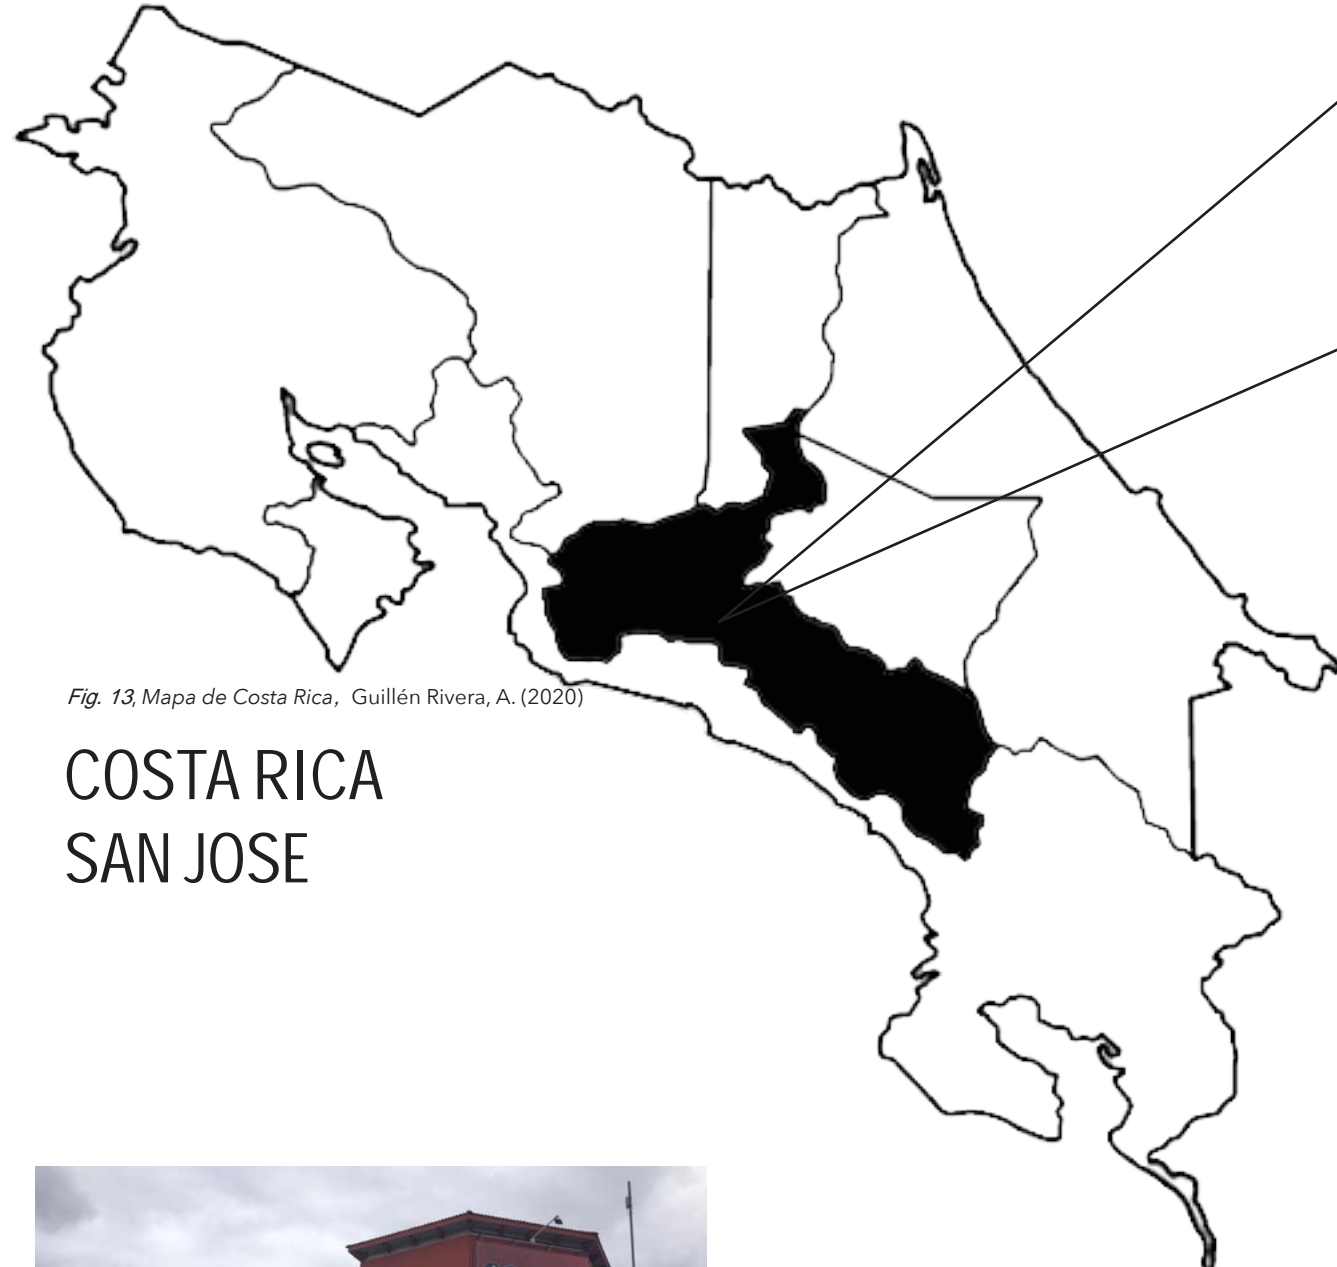 Fig. 13, Mapa de Costa Rica, Guillén Rivera, A. (2020)
COSTA RICA
SAN JOSE